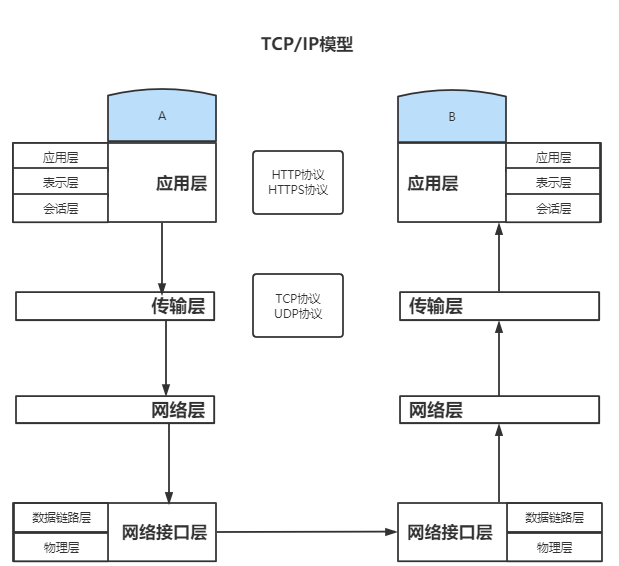 TCP/IP模型
A
B
应用层
表示层
会话层
应用层
HTTP协议
HTTPS协议
应用层
应用层
表示层
会话层
传输层
TCP协议
UDP协议
传输层
网络层
网络层
数据链路层
物理层
网络接口层
网络接口层
数据链路层
物理层